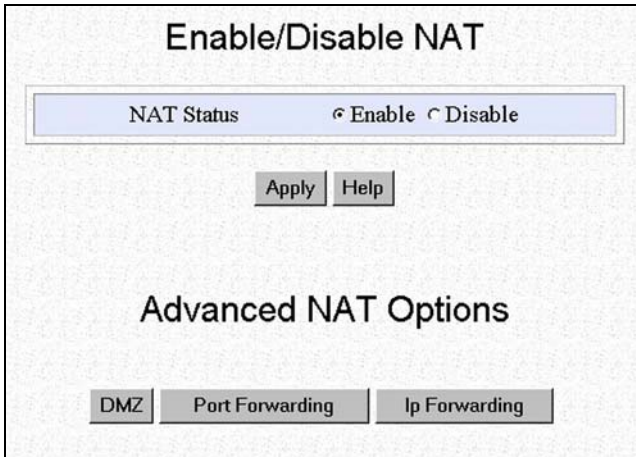 Enable/Disable NAT
NAT Status Enable Disable
Apply Help
Advanced NAT Options
DMZ Port Forwarding Ip Forwarding